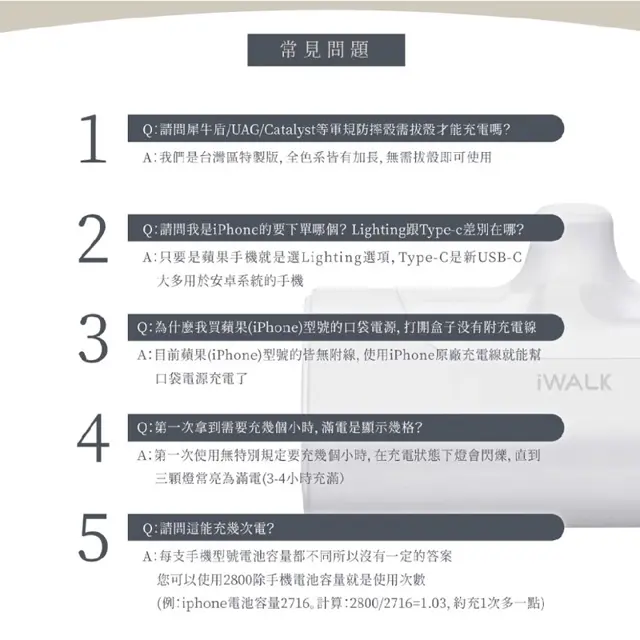 常見問題
1
Q:請問犀牛盾/UAG/Catalyst等軍規防摔殼需拔殼才能充電嗎?
A:我們是台灣區特製版,全色系皆有加長,無需拔殼即可使用
2
Q:請問我是iPhone的要下單哪個? Lighting跟Type-c差別在哪?
A:只要是蘋果手機就是選Lighting選項, Type-C是新USB-C
大多用於安卓系統的手機
3
Q:為什麼我買蘋果(iPhone)型號的口袋電源,打開盒子没有附充電線
A:目前蘋果(iPhone)型號的皆無附線, 使用iPhone原廠充電線就能幫
口袋電源充電了
iWALK
4
Q:第一次拿到需要充幾個小時,滿電是顯示幾格?
A:第一次使用無特別規定要充幾個小時,在充電狀態下燈會閃爍,直到
三顆燈常亮為滿電(3-4小時充滿)
5
Q:請問這能充幾次電?
A:每支手機型號電池容量都不同所以沒有一定的答案
您可以使用2800除手機電池容量就是使用次數
(例:iphone電池容量2716。計算:2800/2716=1.03, 約充1次多一點)